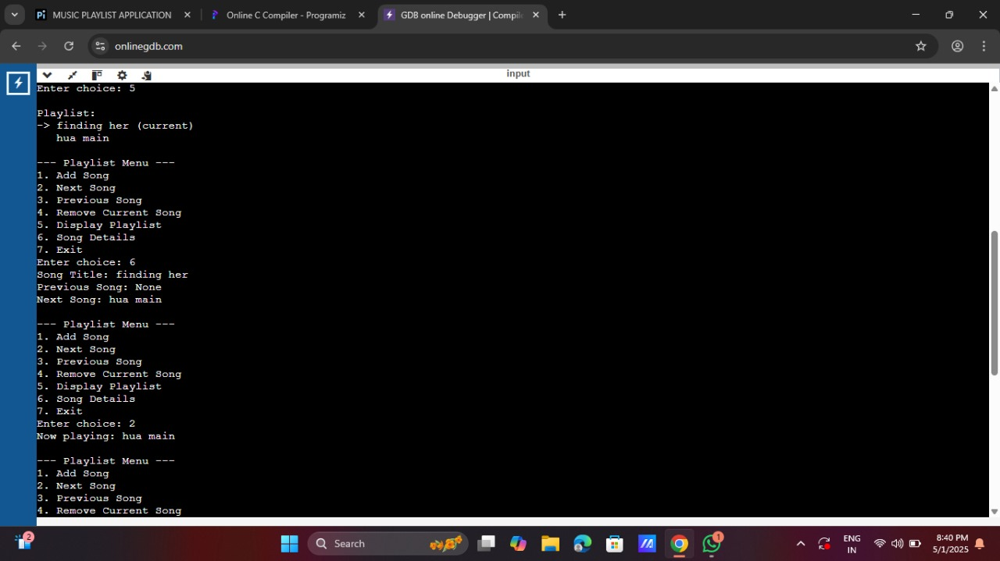 MUSIC PLAYLIST APPLICATION
Online C Compiler - Programiz
GDB online Debugger | Compil
onlinegdb.com
input
Enter choice: 5
Playlist:
-> finding her (current)
hua main
--- Playlist Menu ---
1. Add Song
2. Next Song
3. Previous Song
4. Remove Current Song
5. Display Playlist
6. Song Details
7. Exit
Enter choice: 6
Song Title: finding her
Previous Song: None
Next Song: hua main
--- Playlist Menu ---
1. Add Song
2. Next Song
3. Previous Song
4. Remove Current Song
5. Display Playlist
6. Song Details
7. Exit
Enter choice: 2
Now playing: hua main
--- Playlist Menu ---
1. Add Song
2. Next Song
3. Previous Song
4. Remove Current Song
2
Search
1
ENG
IN
8:40 PM
5/1/2025